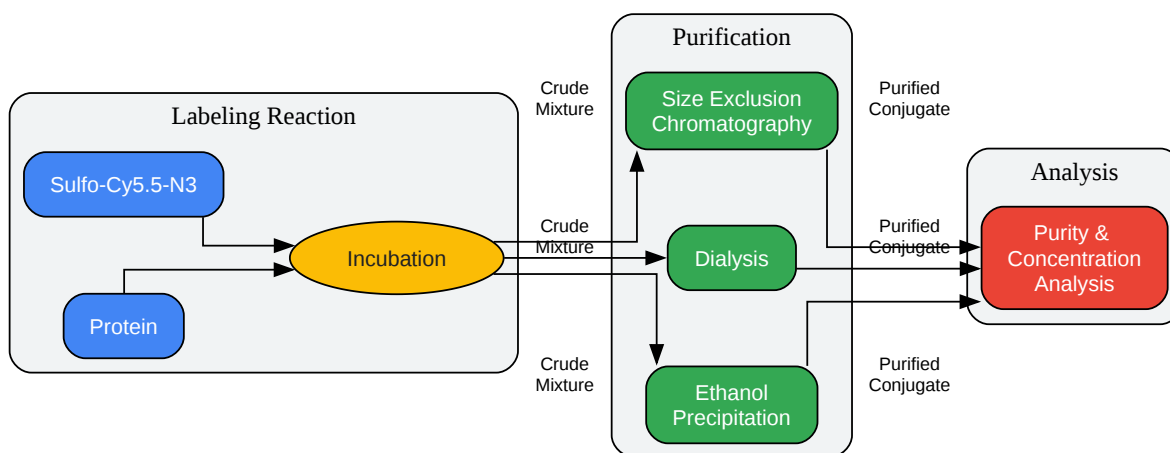 Labeling Reaction
Sulfo-Cy5.5-N3
Protein
Incubation
Crude
Mixture
Crude
Mixture
Crude
Mixture
Purification
Size Exclusion
Chromatography
Dialysis
Ethanol
Precipitation
Purified
Conjugate
Purified
Conjugate
Purified
Conjugate
Analysis
Purity &
Concentration
Analysis